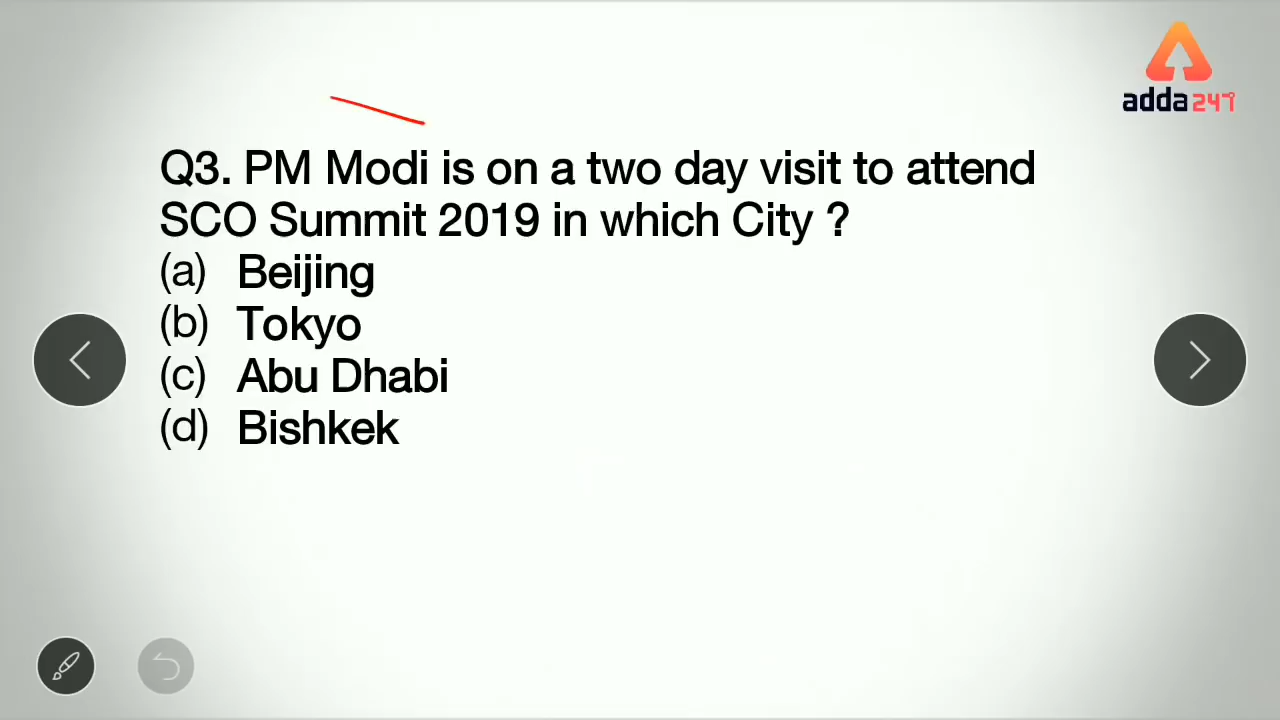 adda247
Q3. PM Modi is on a two day visit to attend
SCO Summit 2019 in which City ?
(a) Beijing
(b) Tokyo
(c) Abu Dhabi
(d) Bishkek